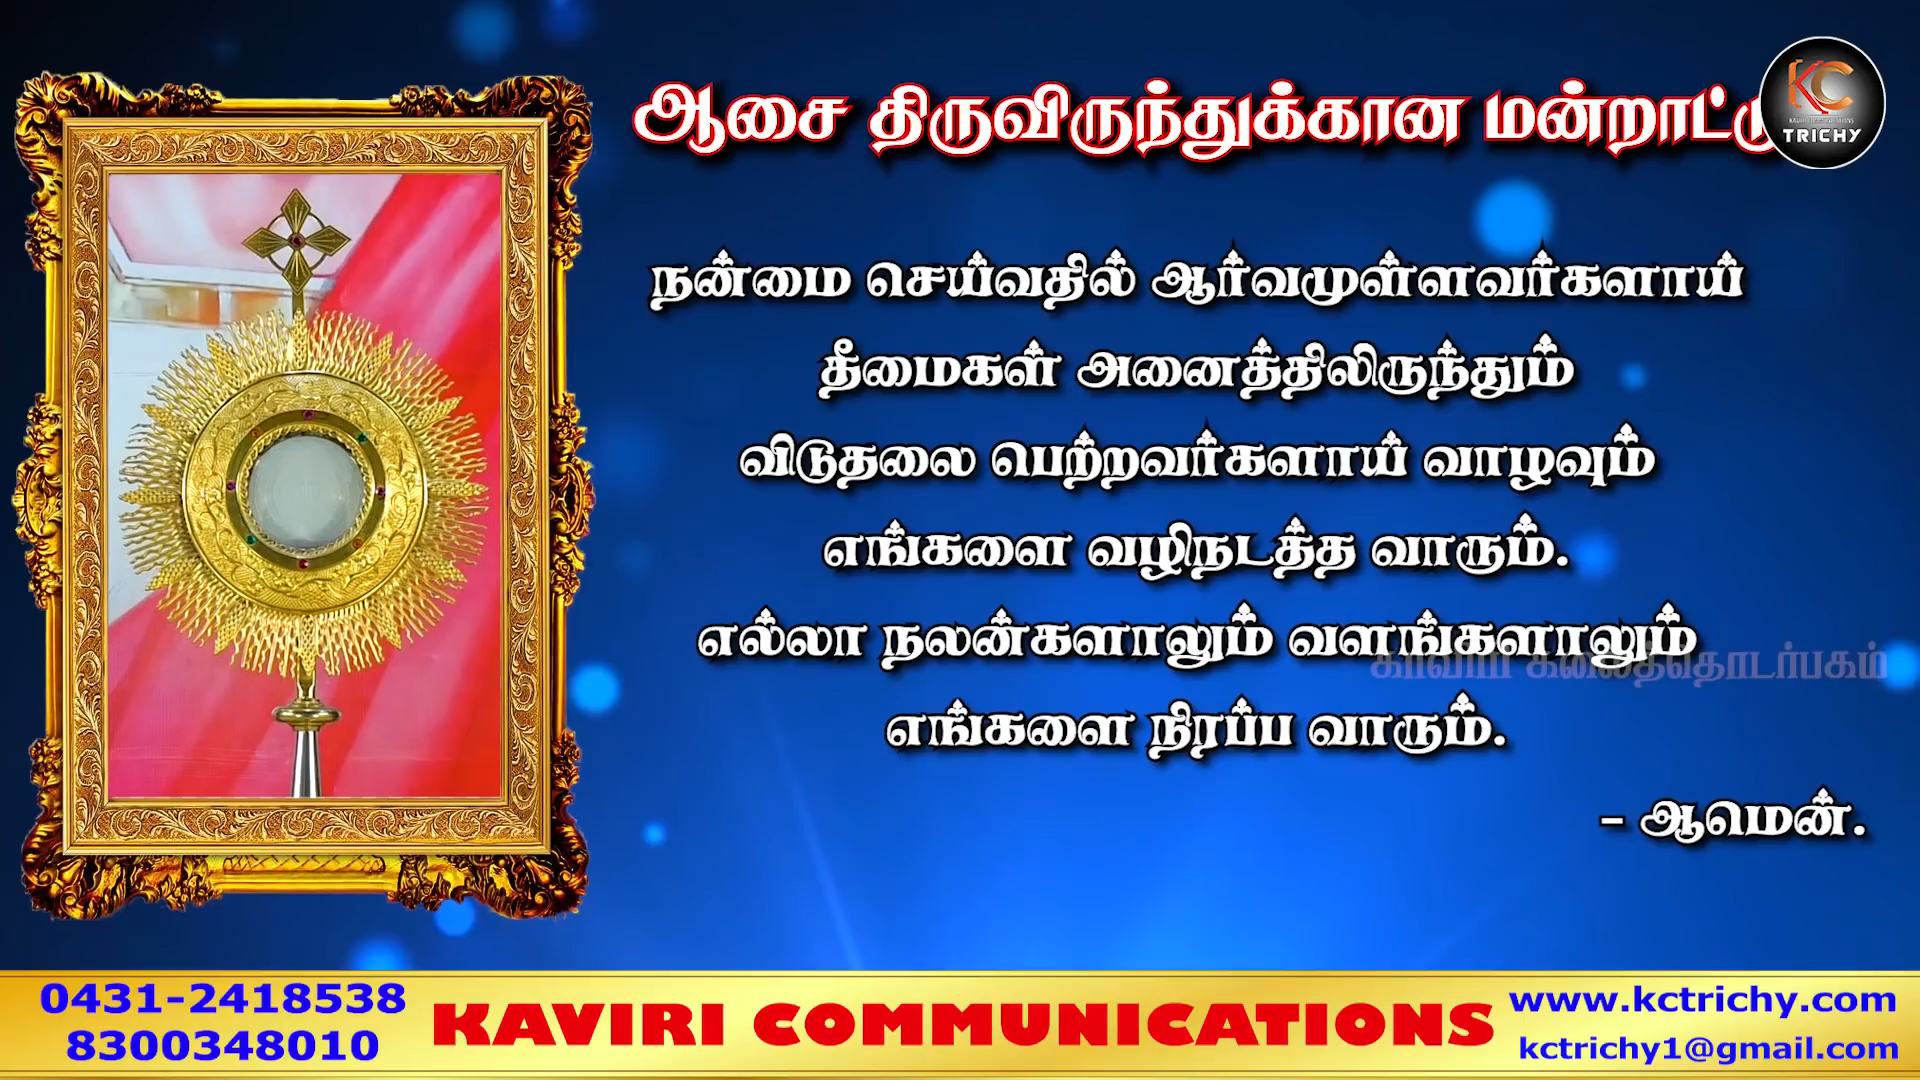 ஆசை திருவிருந்துக்கான மன்றாட்டு
KC
TRICHY
நன்மை செய்வதில் ஆர்வமுள்ளவர்களாய்
தீமைகள் அனைத்திலிருந்தும்
விடுதலை பெற்றவர்களாய் வாழவும்
எங்களை வழிநடத்த வாரும்.
எல்லா நலன்களாலும் வளங்களாலும்
எங்களை நிரப்ப வாரும்.
- ஆமென்.
0431-2418538
8300348010
KAVIRI COMMUNICATIONS
www.kctrichy.com
kctrichy1@gmail.com